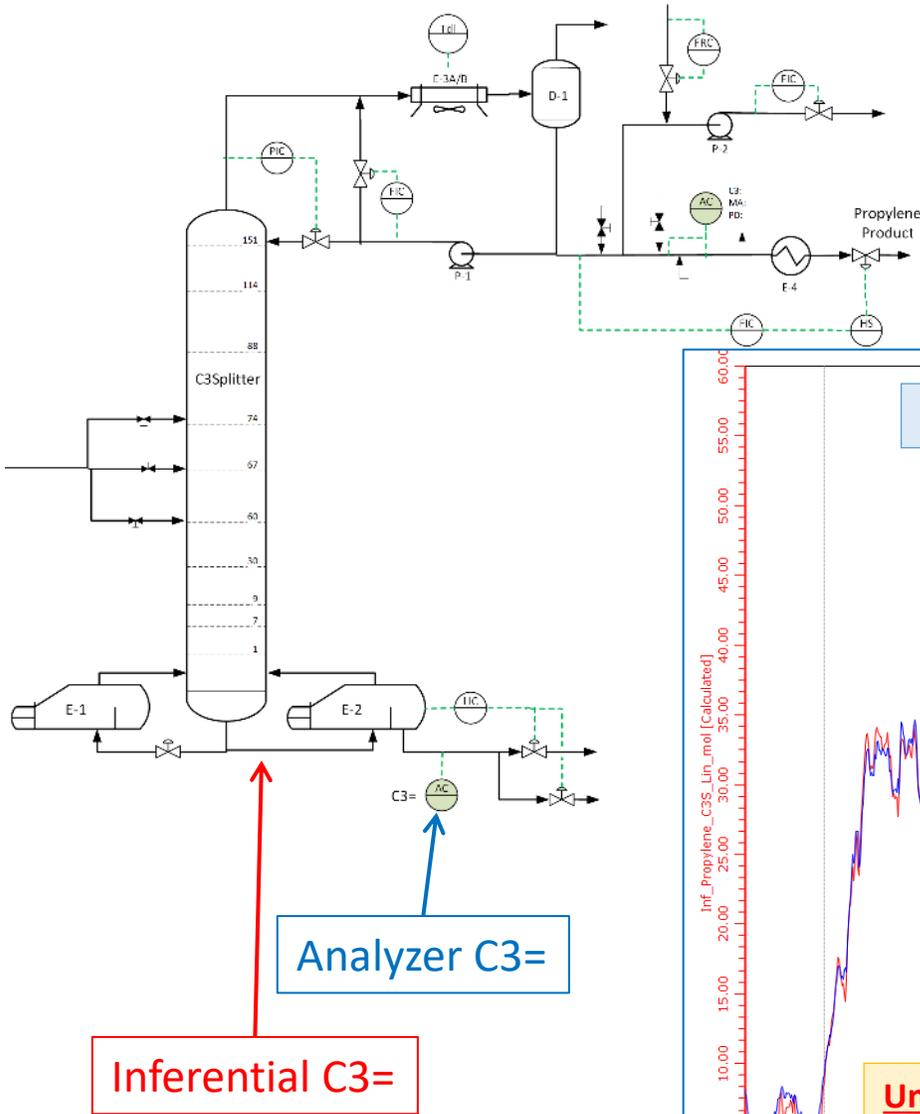 Tdi
E-3A/B
D-1
FRC
FIC
P-2
PIC
FIC
AC
C3:
MA:
PD:
Propylene
Product
151
P-1
E-4
114
FIC
HS
88
C3Splitter
74
67
60
30
9
7
1
E-1
E-2
LIC
C3=
AC
Analyzer C3=
Inferential C3=
Inf_Propylene_C3S_Lin_mol [Calculated]
60.00
55.00
50.00
45.00
40.00
35.00
30.00
25.00
20.00
15.00
10.00